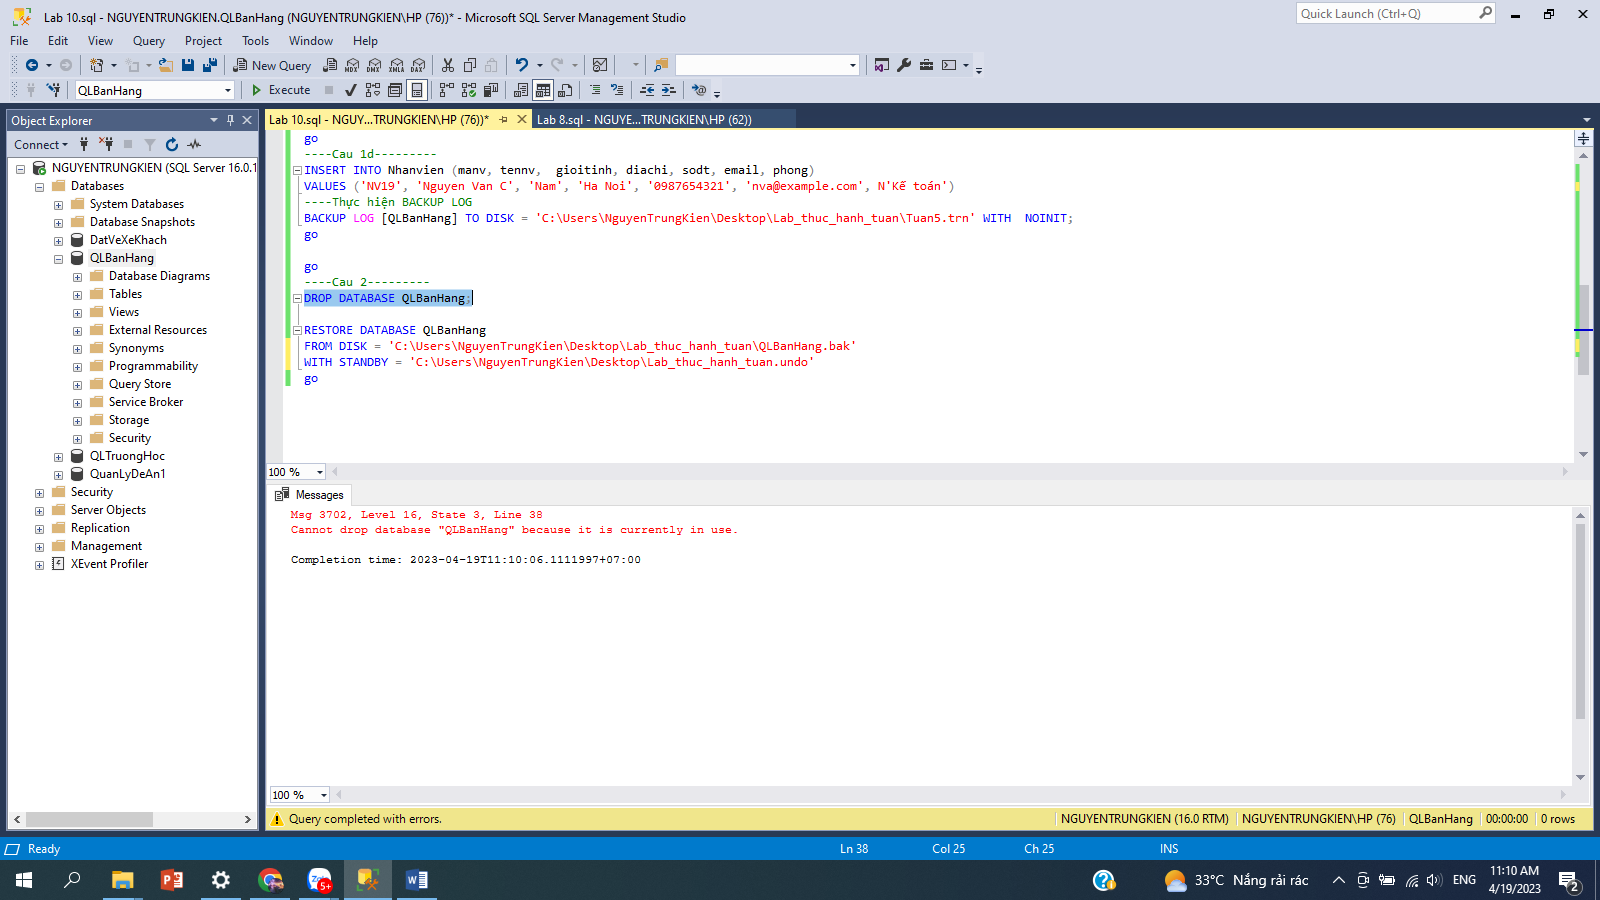 Lab 10.sql - NGUYENTRUNGKIEN.QLBanHang (NGUYENTRUNGKIEN\HP (76))* - Microsoft SQL Server Management Studio
Quick Launch (Ctrl+Q)
File Edit View Query Project Tools Window Help
New Query
MDX DMX XMLA DAX
QLBanHang
Execute
Object Explorer
Connect
NGUYENTRUNGKIEN (SQL Server 16.0.1
Databases
System Databases
Database Snapshots
DatVeXeKhach
QLBanHang
Database Diagrams
Tables
Views
External Resources
Synonyms
Programmability
Query Store
Service Broker
Storage
Security
QLTruongHoc
QuanLyDeAn1
Security
Server Objects
Replication
Management
XEvent Profiler
Lab 10.sql - NGUY...TRUNGKIEN\HP (76))*
Lab 8.sql - NGUYE...TRUNGKIEN\HP (62))
go
----Cau 1d---------
INSERT INTO Nhanvien (manv, tennv,  gioitinh, diachi, sodt, email, phong)
VALUES ('NV19', 'Nguyen Van C', 'Nam', 'Ha Noi', '0987654321', 'nva@example.com', N'Kế toán')
----Thực hiện BACKUP LOG
BACKUP LOG [QLBanHang] TO DISK = 'C:\Users\NguyenTrungKien\Desktop\Lab_thuc_hanh_tuan\Tuan5.trn' WITH  NOINIT;
go
go
----Cau 2---------
DROP DATABASE QLBanHang;
RESTORE DATABASE QLBanHang
FROM DISK = 'C:\Users\NguyenTrungKien\Desktop\Lab_thuc_hanh_tuan\QLBanHang.bak'
WITH STANDBY = 'C:\Users\NguyenTrungKien\Desktop\Lab_thuc_hanh_tuan.undo'
go
100 %
Messages
Msg 3702, Level 16, State 3, Line 38
Cannot drop database "QLBanHang" because it is currently in use.
Completion time: 2023-04-19T11:10:06.1111997+07:00
100 %
Query completed with errors.
NGUYENTRUNGKIEN (16.0 RTM)
NGUYENTRUNGKIEN\HP (76)
QLBanHang
00:00:00
0 rows
Ready
Ln 38
Col 25
Ch 25
INS
5+
33°C Nắng rải rác
ENG
11:10 AM
4/19/2023
2